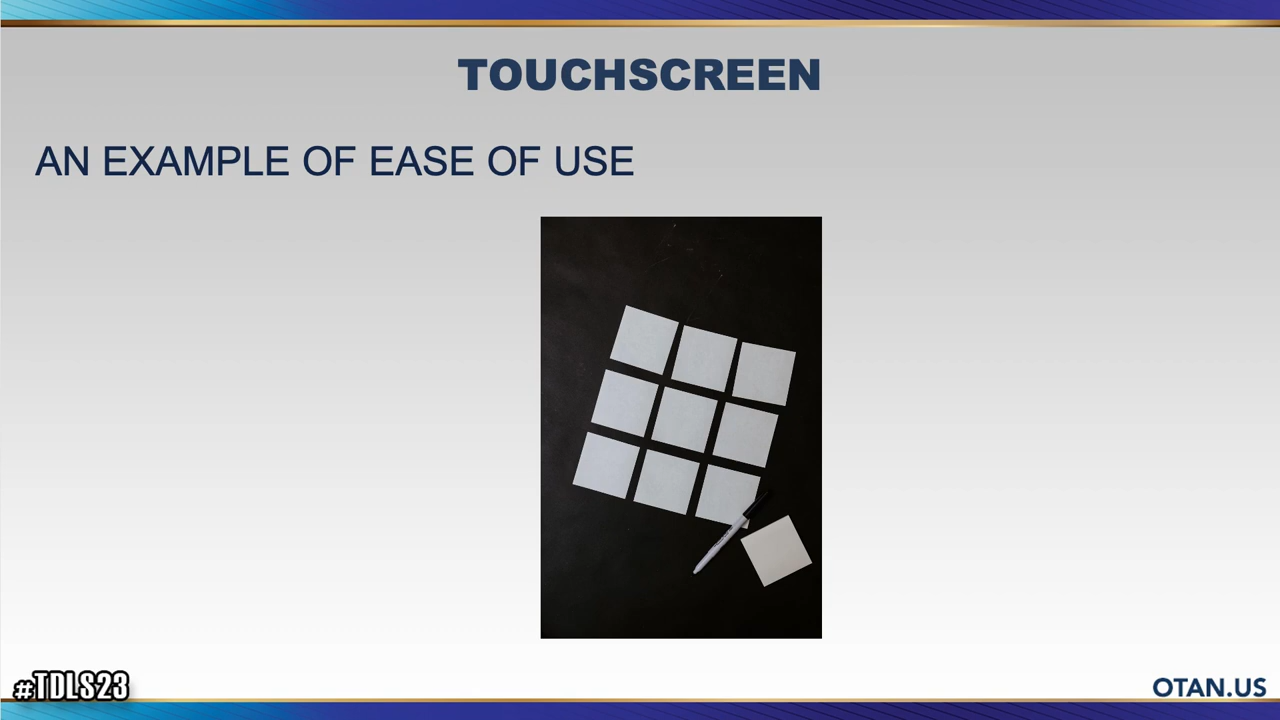 TOUCHSCREEN
AN EXAMPLE OF EASE OF USE
#TDLS23
OTAN.US